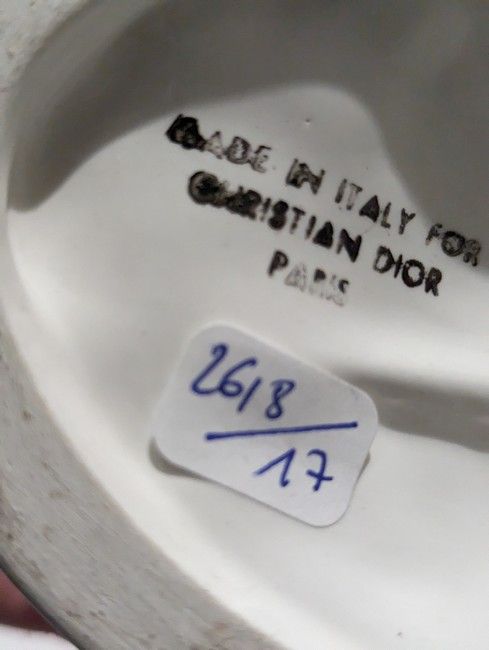 MADE IN ITALY FOR
CHRISTIAN DIOR
PARIS
2618
17